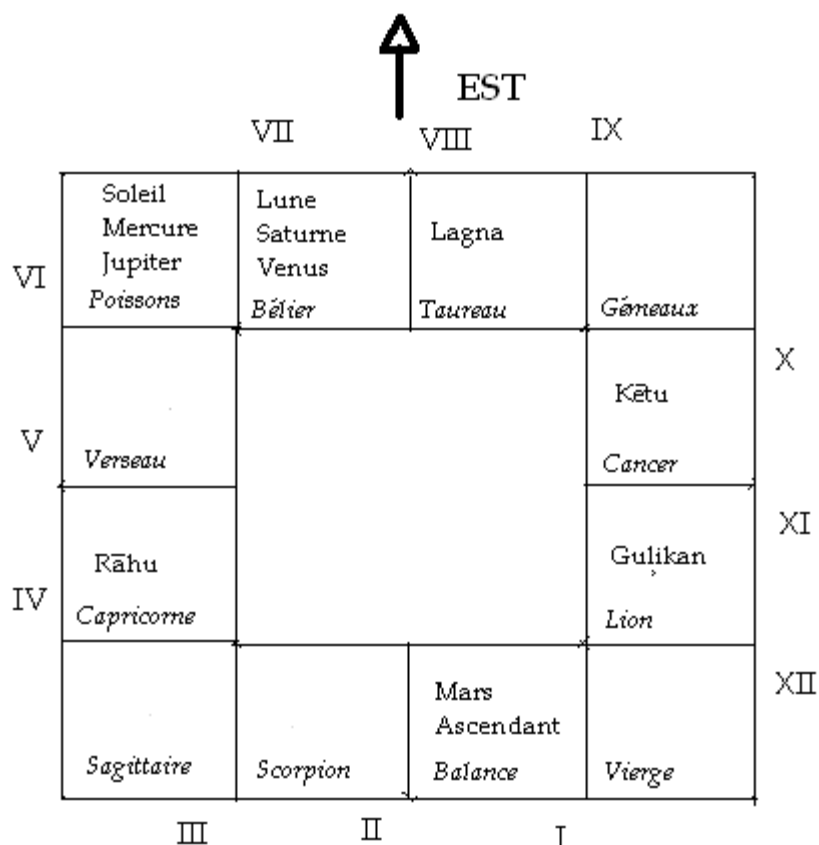 EST
VII
VIII
IX
Soleil
Mercure
Jupiter
Poissons
Lune
Saturne
Venus
Bélier
Lagna
Taureau
Gémeaux
VI
X
Verseau
Kētu
Cancer
V
XI
Rāhu
Capricorne
Guḷikan
Lion
IV
XII
Sagittaire
Scorpion
Mars
Ascendant
Balance
Vierge
III
II
I